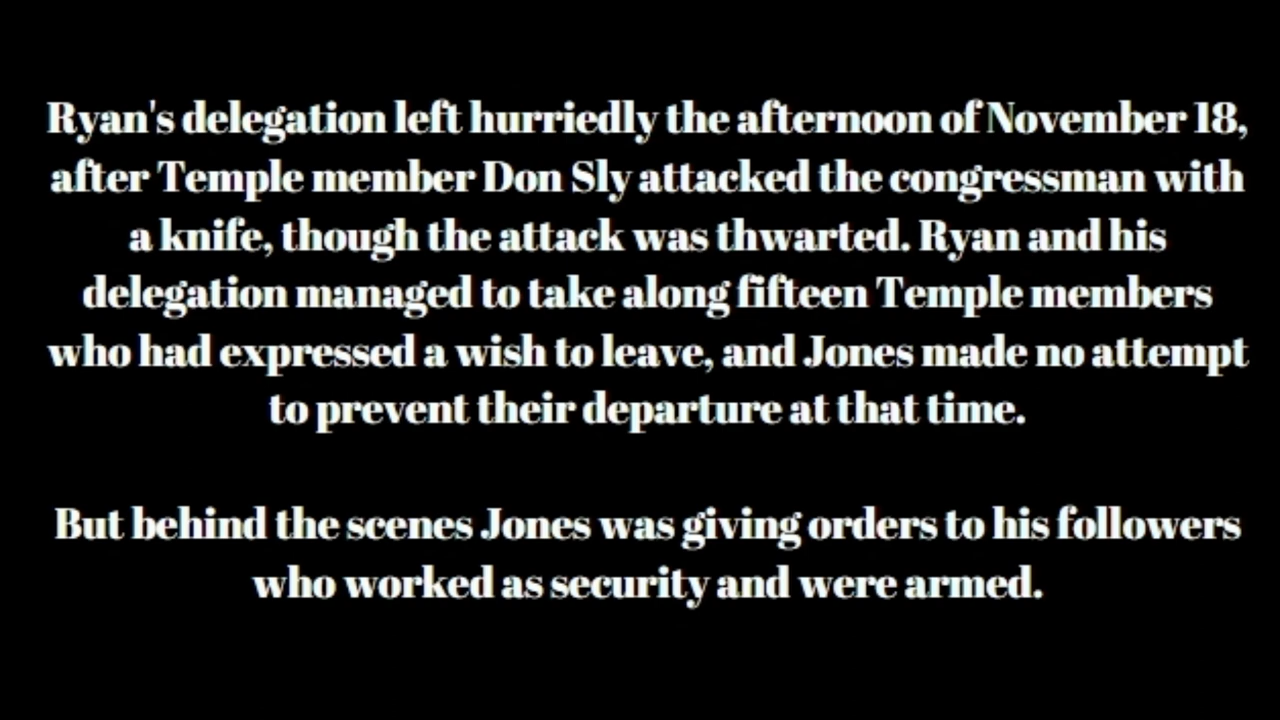 Ryan's delegation left hurriedly the afternoon of November 18,
after Temple member Don Sly attacked the congressman with
a knife, though the attack was thwarted. Ryan and his
delegation managed to take along fifteen Temple members
who had expressed a wish to leave, and Jones made no attempt
to prevent their departure at that time.
But behind the scenes Jones was giving orders to his followers
who worked as security and were armed.